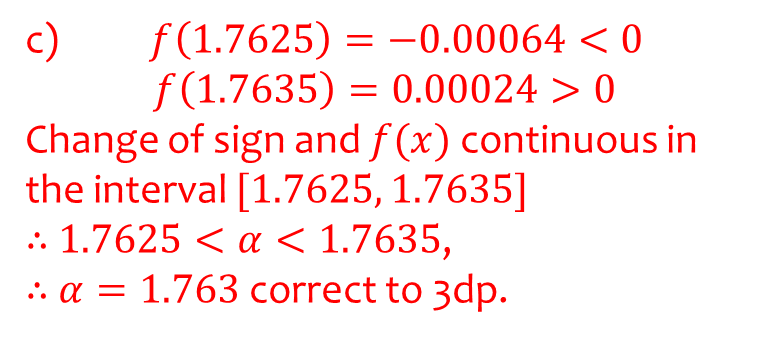 c) f(1.7625) = −0.00064 < 0
f(1.7635) = 0.00024 > 0
Change of sign and f(x) continuous in
the interval [1.7625, 1.7635]
∴ 1.7625 < α < 1.7635,
∴ α = 1.763 correct to 3dp.